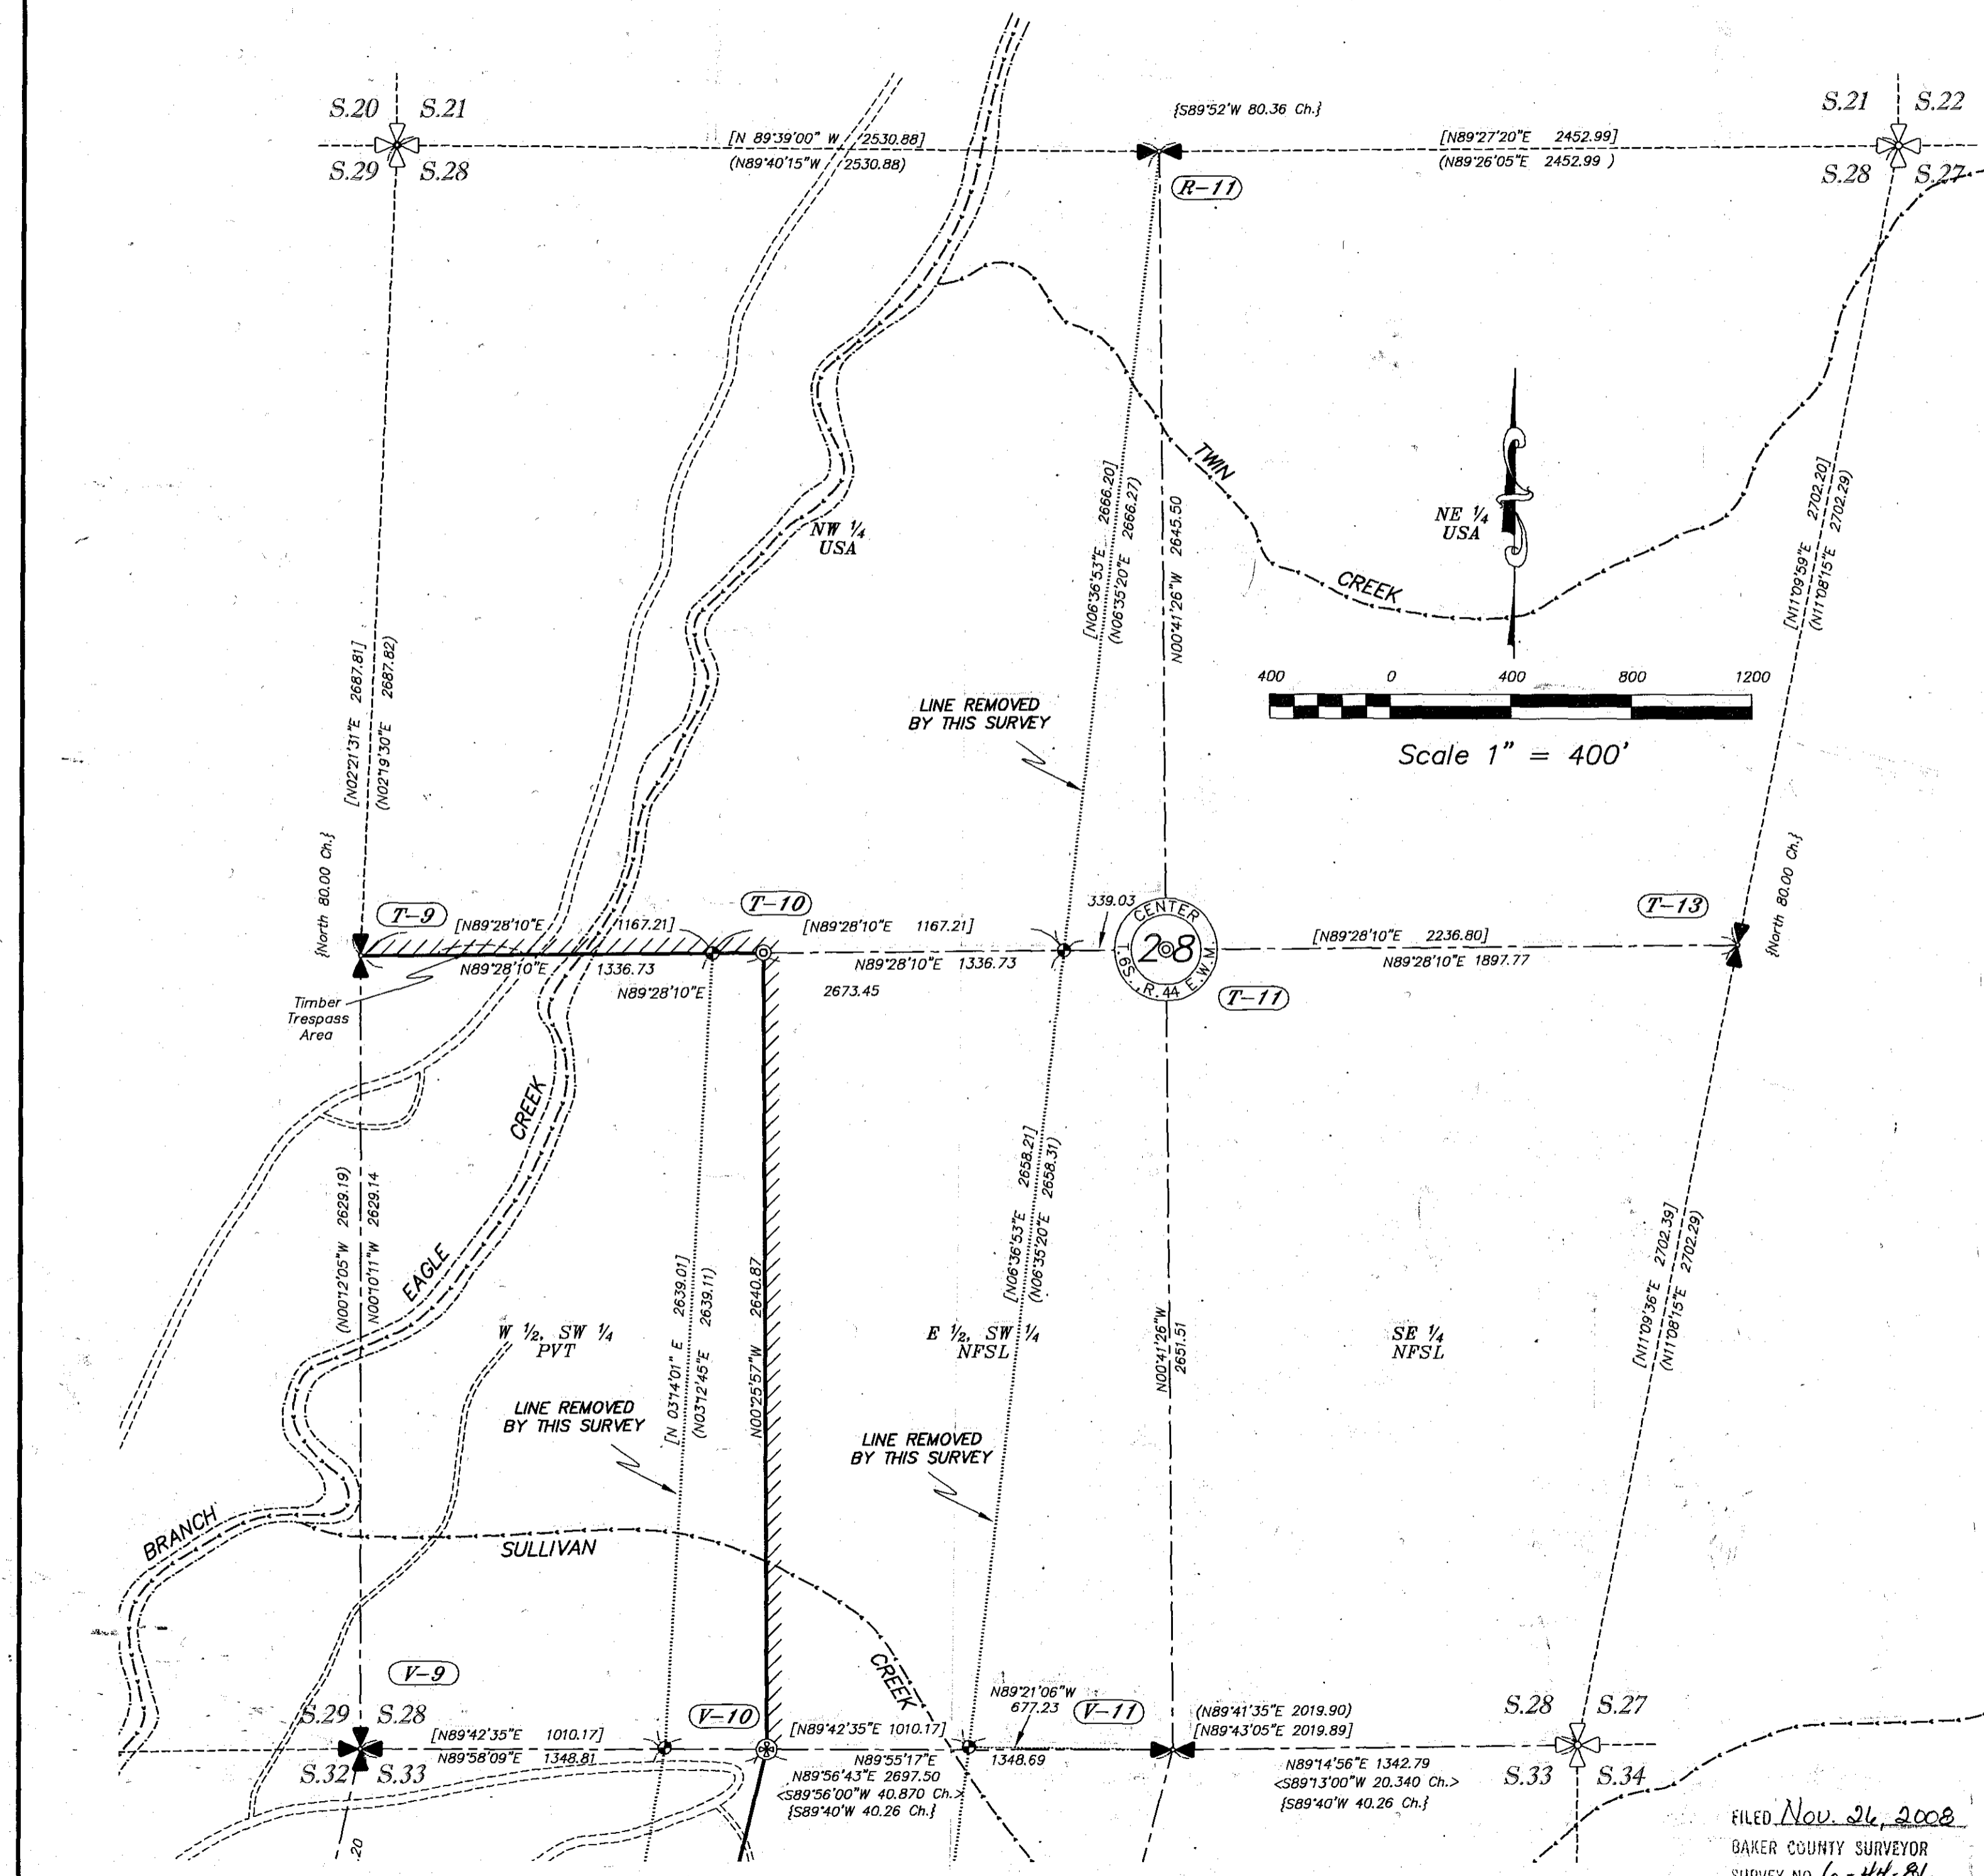 S.20 S.21
S.29 S.28
[N 89°39'00" W 2530.88]
(N89°40'15"W 2530.88)
{S89°52'W 80.36 Ch.}
R-11
[N89°27'20"E 2452.99]
(N89°26'05"E 2452.99 )
S.21 S.22
S.28 S.27
TWIN
CREEK
NW 1/4
USA
NE 1/4
USA
[N06°36'53"E 2666.20]
(N06°35'20"E 2666.27)
N00°41'26"W 2645.50
[N11°09'59"E 2702.20]
(N11°08'15"E 2702.29)
[N02°21'31"E 2687.81]
(N02°19'30"E 2687.82)
{North 80.00 Ch.}
400 0 400 800 1200
Scale 1" = 400'
LINE REMOVED
BY THIS SURVEY
T-9
[N89°28'10"E 1167.21]
T-10
[N89°28'10"E 1167.21]
339.03
CENTER
28
T.6S., R.44 E.W.M.
T-11
[N89°28'10"E 2236.80]
N89°28'10"E 1897.77
T-13
{North 80.00 Ch.}
N89°28'10"E 1336.73
N89°28'10"E 1336.73
N89°28'10"E 2673.45
Timber
Trespass
Area
CREEK
EAGLE
BRANCH
(N00°12'05"W 2629.19)
N00°10'11"W 2629.14
W 1/2, SW 1/4
PVT
[N 03°14'01" E 2639.01]
(N03°12'45"E 2639.11)
N00°25'57"W 2640.87
E 1/2, SW 1/4
NFSL
[N06°36'53"E 2658.21]
(N06°35'20"E 2658.31)
N00°41'26"W
2651.51
SE 1/4
NFSL
[N11°09'36"E 2702.39]
(N11°08'15"E 2702.29)
LINE REMOVED
BY THIS SURVEY
LINE REMOVED
BY THIS SURVEY
SULLIVAN
CREEK
V-9
S.29 S.28
S.32 S.33
[N89°42'35"E 1010.17]
N89°58'09"E 1348.81
V-10
[N89°42'35"E 1010.17]
N89°55'17"E 1348.69
N89°56'43"E 2697.50
<S89°56'00"W 40.870 Ch.>
{S89°40'W 40.26 Ch.}
N89°21'06"W
677.23
V-11
(N89°41'35"E 2019.90)
[N89°43'05"E 2019.89]
N89°14'56"E 1342.79
<S89°13'00"W 20.340 Ch.>
{S89°40'W 40.26 Ch.}
S.28 S.27
S.33 S.34
20
FILED Nov. 26, 2008
BAKER COUNTY SURVEYOR
SURVEY NO.